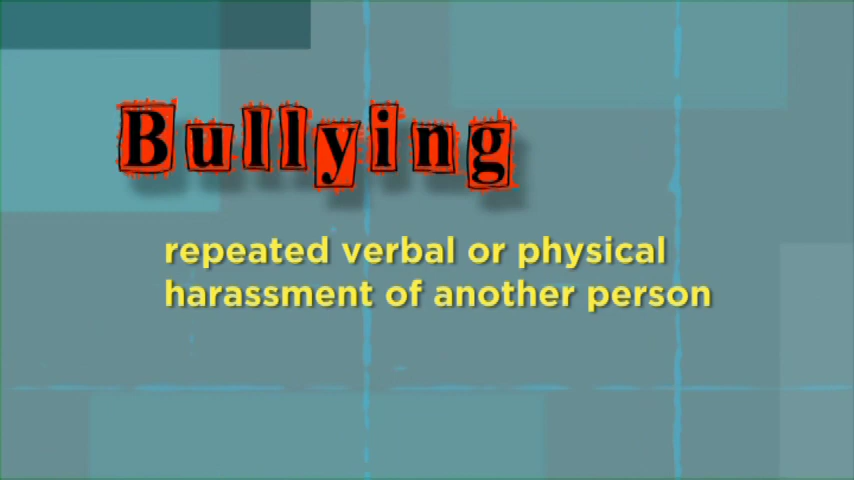 Bullying
repeated verbal or physical
harassment of another person